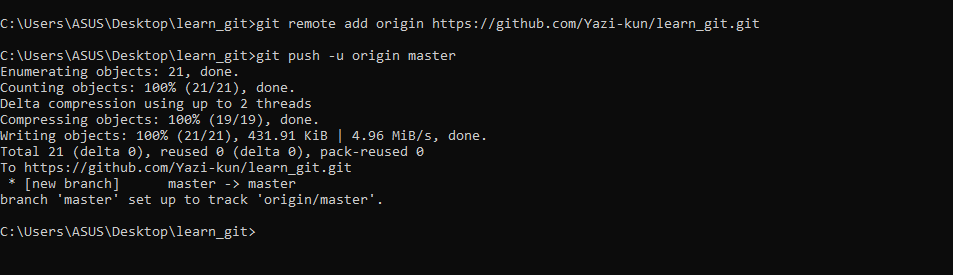 C:\Users\ASUS\Desktop\learn_git>git remote add origin https://github.com/Yazi-kun/learn_git.git
C:\Users\ASUS\Desktop\learn_git>git push -u origin master
Enumerating objects: 21, done.
Counting objects: 100% (21/21), done.
Delta compression using up to 2 threads
Compressing objects: 100% (19/19), done.
Writing objects: 100% (21/21), 431.91 KiB | 4.96 MiB/s, done.
Total 21 (delta 0), reused 0 (delta 0), pack-reused 0
To https://github.com/Yazi-kun/learn_git.git
 * [new branch]      master -> master
branch 'master' set up to track 'origin/master'.
C:\Users\ASUS\Desktop\learn_git>